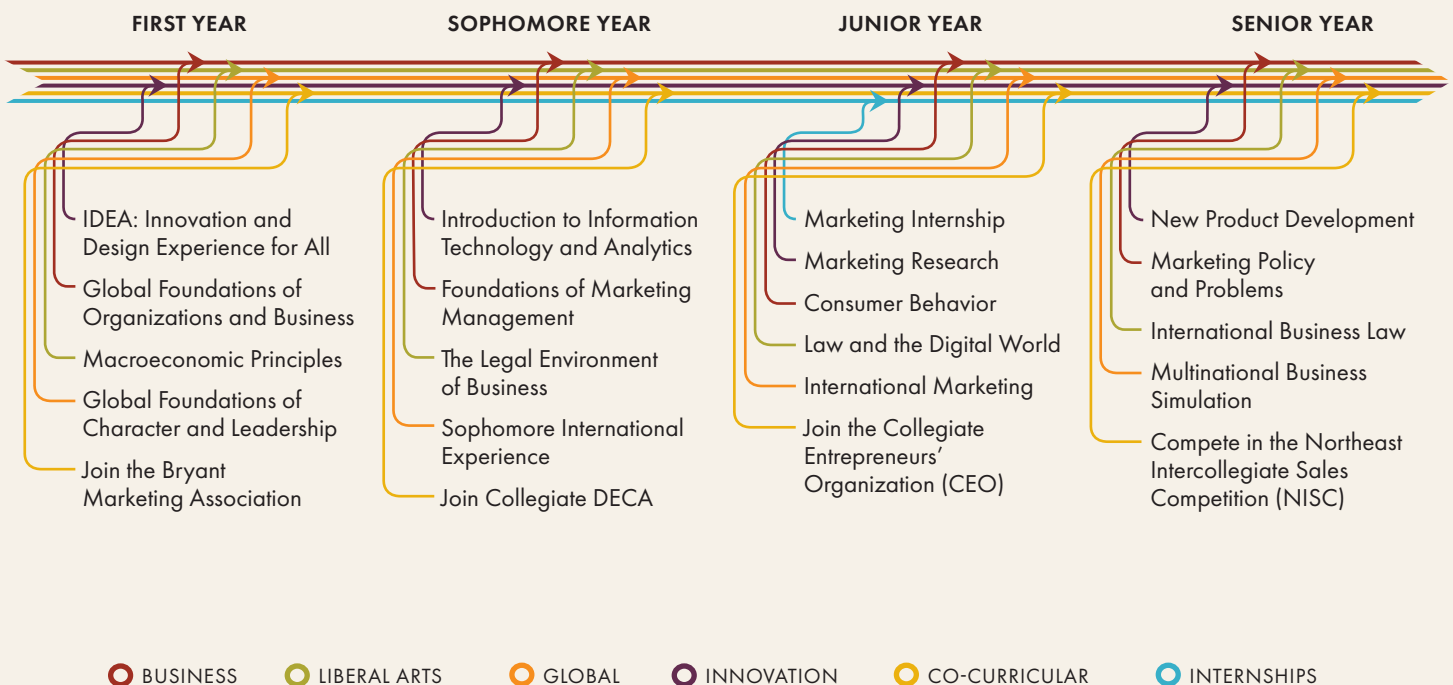 FIRST YEAR
SOPHOMORE YEAR
JUNIOR YEAR
SENIOR YEAR
IDEA: Innovation and
Design Experience for All
Global Foundations of
Organizations and Business
Macroeconomic Principles
Global Foundations of
Character and Leadership
Join the Bryant
Marketing Association
Introduction to Information
Technology and Analytics
Foundations of Marketing
Management
The Legal Environment
of Business
Sophomore International
Experience
Join Collegiate DECA
Marketing Internship
Marketing Research
Consumer Behavior
Law and the Digital World
International Marketing
Join the Collegiate
Entrepreneurs’
Organization (CEO)
New Product Development
Marketing Policy
and Problems
International Business Law
Multinational Business
Simulation
Compete in the Northeast
Intercollegiate Sales
Competition (NISC)
BUSINESS
LIBERAL ARTS
GLOBAL
INNOVATION
CO-CURRICULAR
INTERNSHIPS